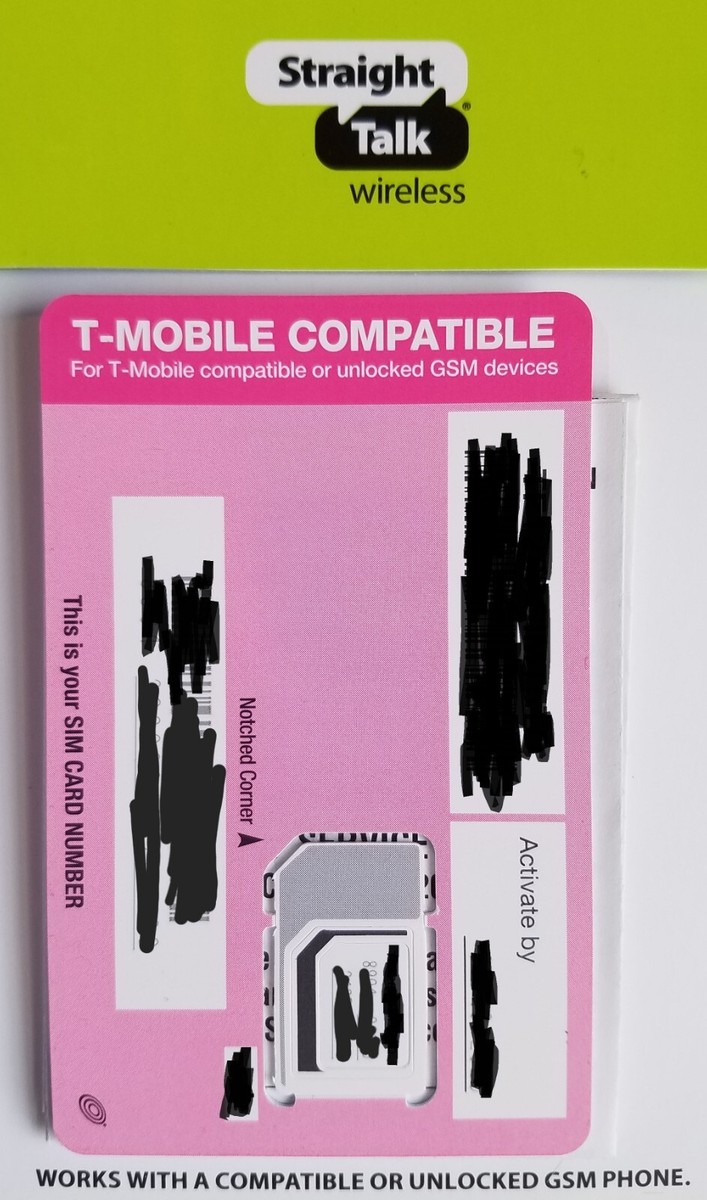 Straight
Talk®
wireless
T-MOBILE COMPATIBLE
For T-Mobile compatible or unlocked GSM devices
This is your SIM CARD NUMBER
Notched Corner
Activate by
WORKS WITH A COMPATIBLE OR UNLOCKED GSM PHONE.